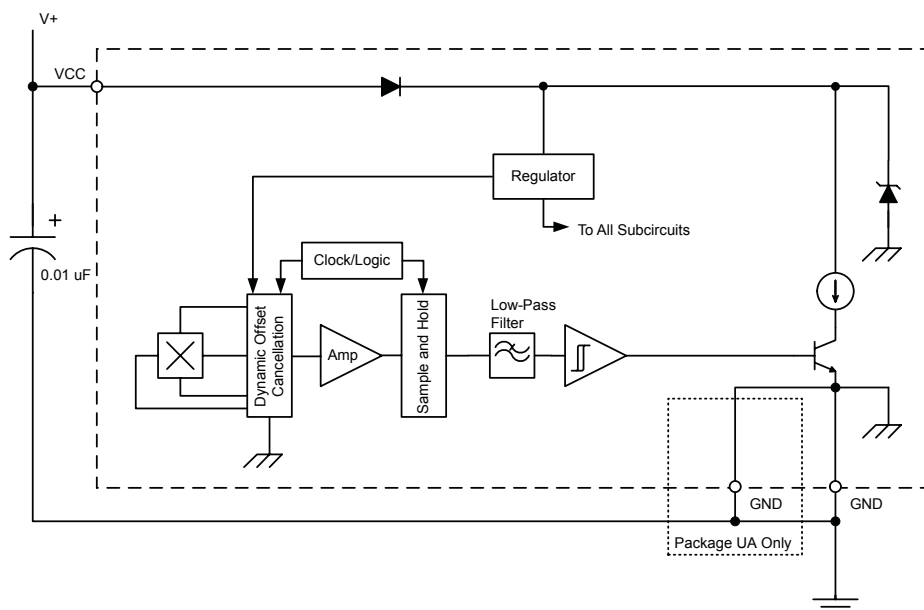 V+
VCC
Regulator
To All Subcircuits
+
0.01 uF
Clock/Logic
Dynamic Offset
Cancellation
Amp
Sample and Hold
Low-Pass
Filter
GND
GND
Package UA Only